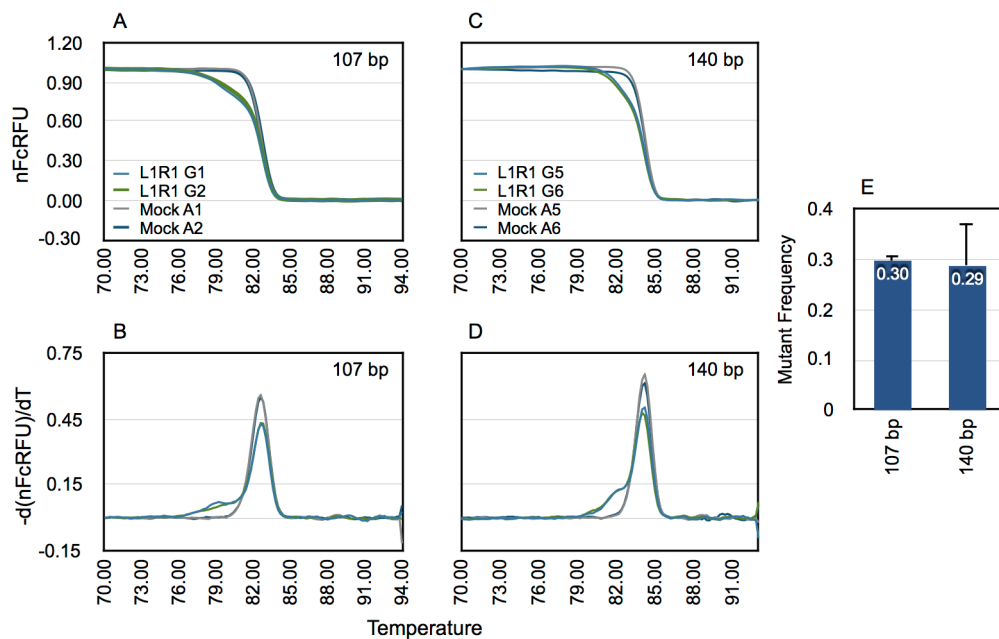 A
C
1.20
0.90
0.60
0.30
0.00
-0.30
nFcRFU
107 bp
140 bp
L1R1 G1
L1R1 G2
Mock A1
Mock A2
L1R1 G5
L1R1 G6
Mock A5
Mock A6
70.00 73.00 76.00 79.00 82.00 85.00 88.00 91.00 94.00
70.00 73.00 76.00 79.00 82.00 85.00 88.00 91.00
B
D
0.75
0.45
0.15
-0.15
-d(nFcRFU)/dT
107 bp
140 bp
70.00 73.00 76.00 79.00 82.00 85.00 88.00 91.00 94.00
70.00 73.00 76.00 79.00 82.00 85.00 88.00 91.00
Temperature
E
0.4
0.3
0.2
0.1
0
Mutant Frequency
0.30
0.29
107 bp
140 bp